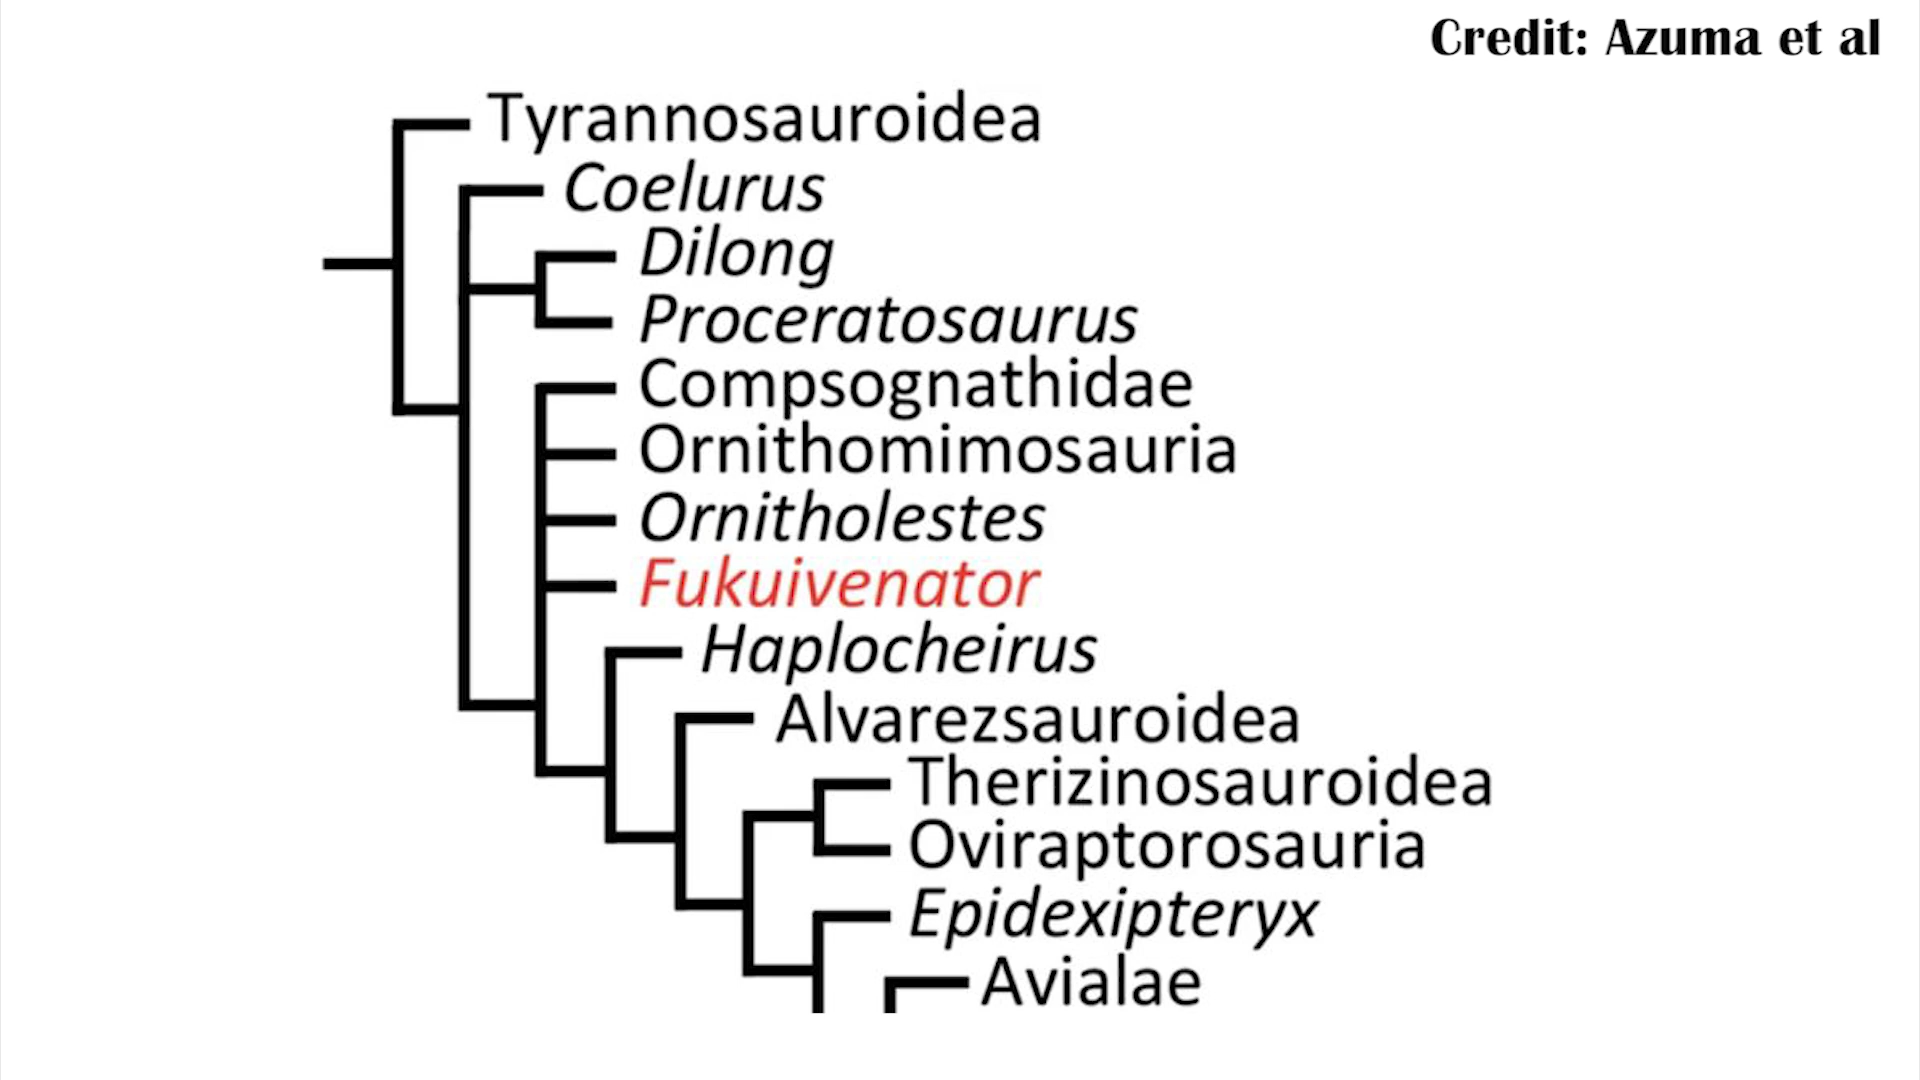 Credit: Azuma et al
Tyrannosauroidea
Coelurus
Dilong
Proceratosaurus
Compsognathidae
Ornithomimosauria
Ornitholestes
Fukuivenator
Haplocheirus
Alvarezsauroidea
Therizinosauroidea
Oviraptorosauria
Epidexipteryx
Avialae